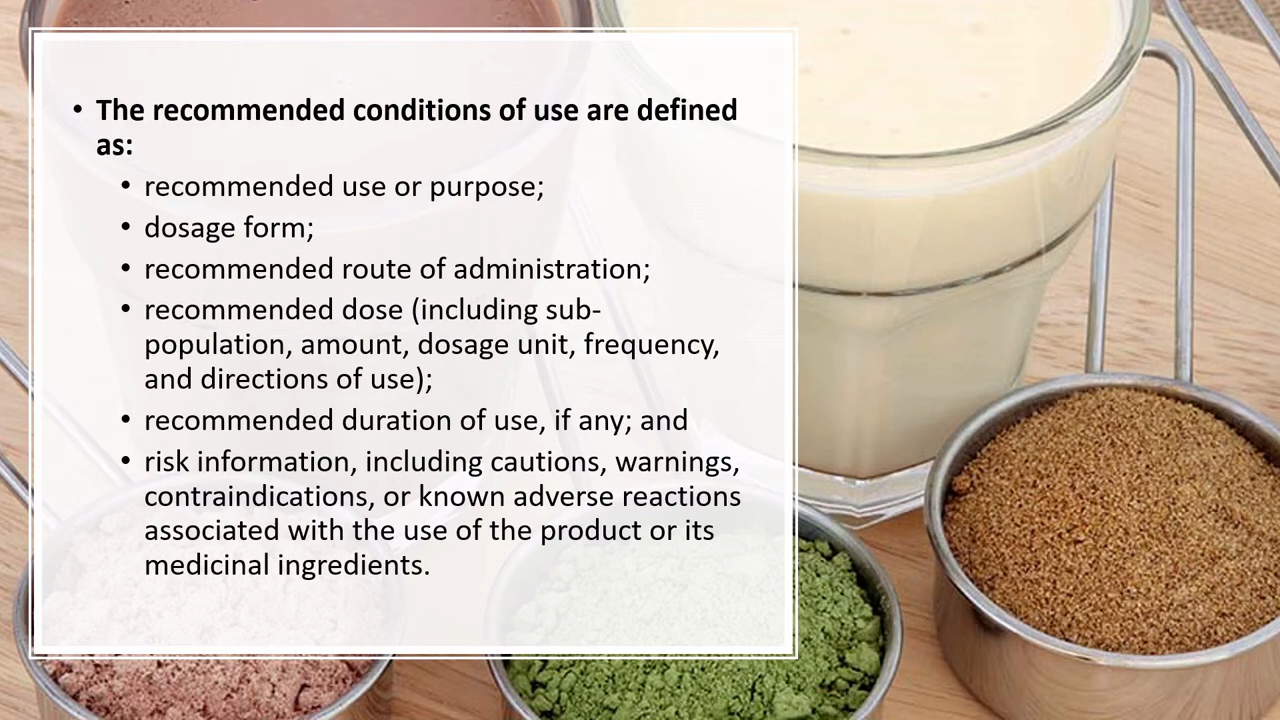 • The recommended conditions of use are defined
as:
• recommended use or purpose;
• dosage form;
• recommended route of administration;
• recommended dose (including sub-
population, amount, dosage unit, frequency,
and directions of use);
• recommended duration of use, if any; and
• risk information, including cautions, warnings,
contraindications, or known adverse reactions
associated with the use of the product or its
medicinal ingredients.